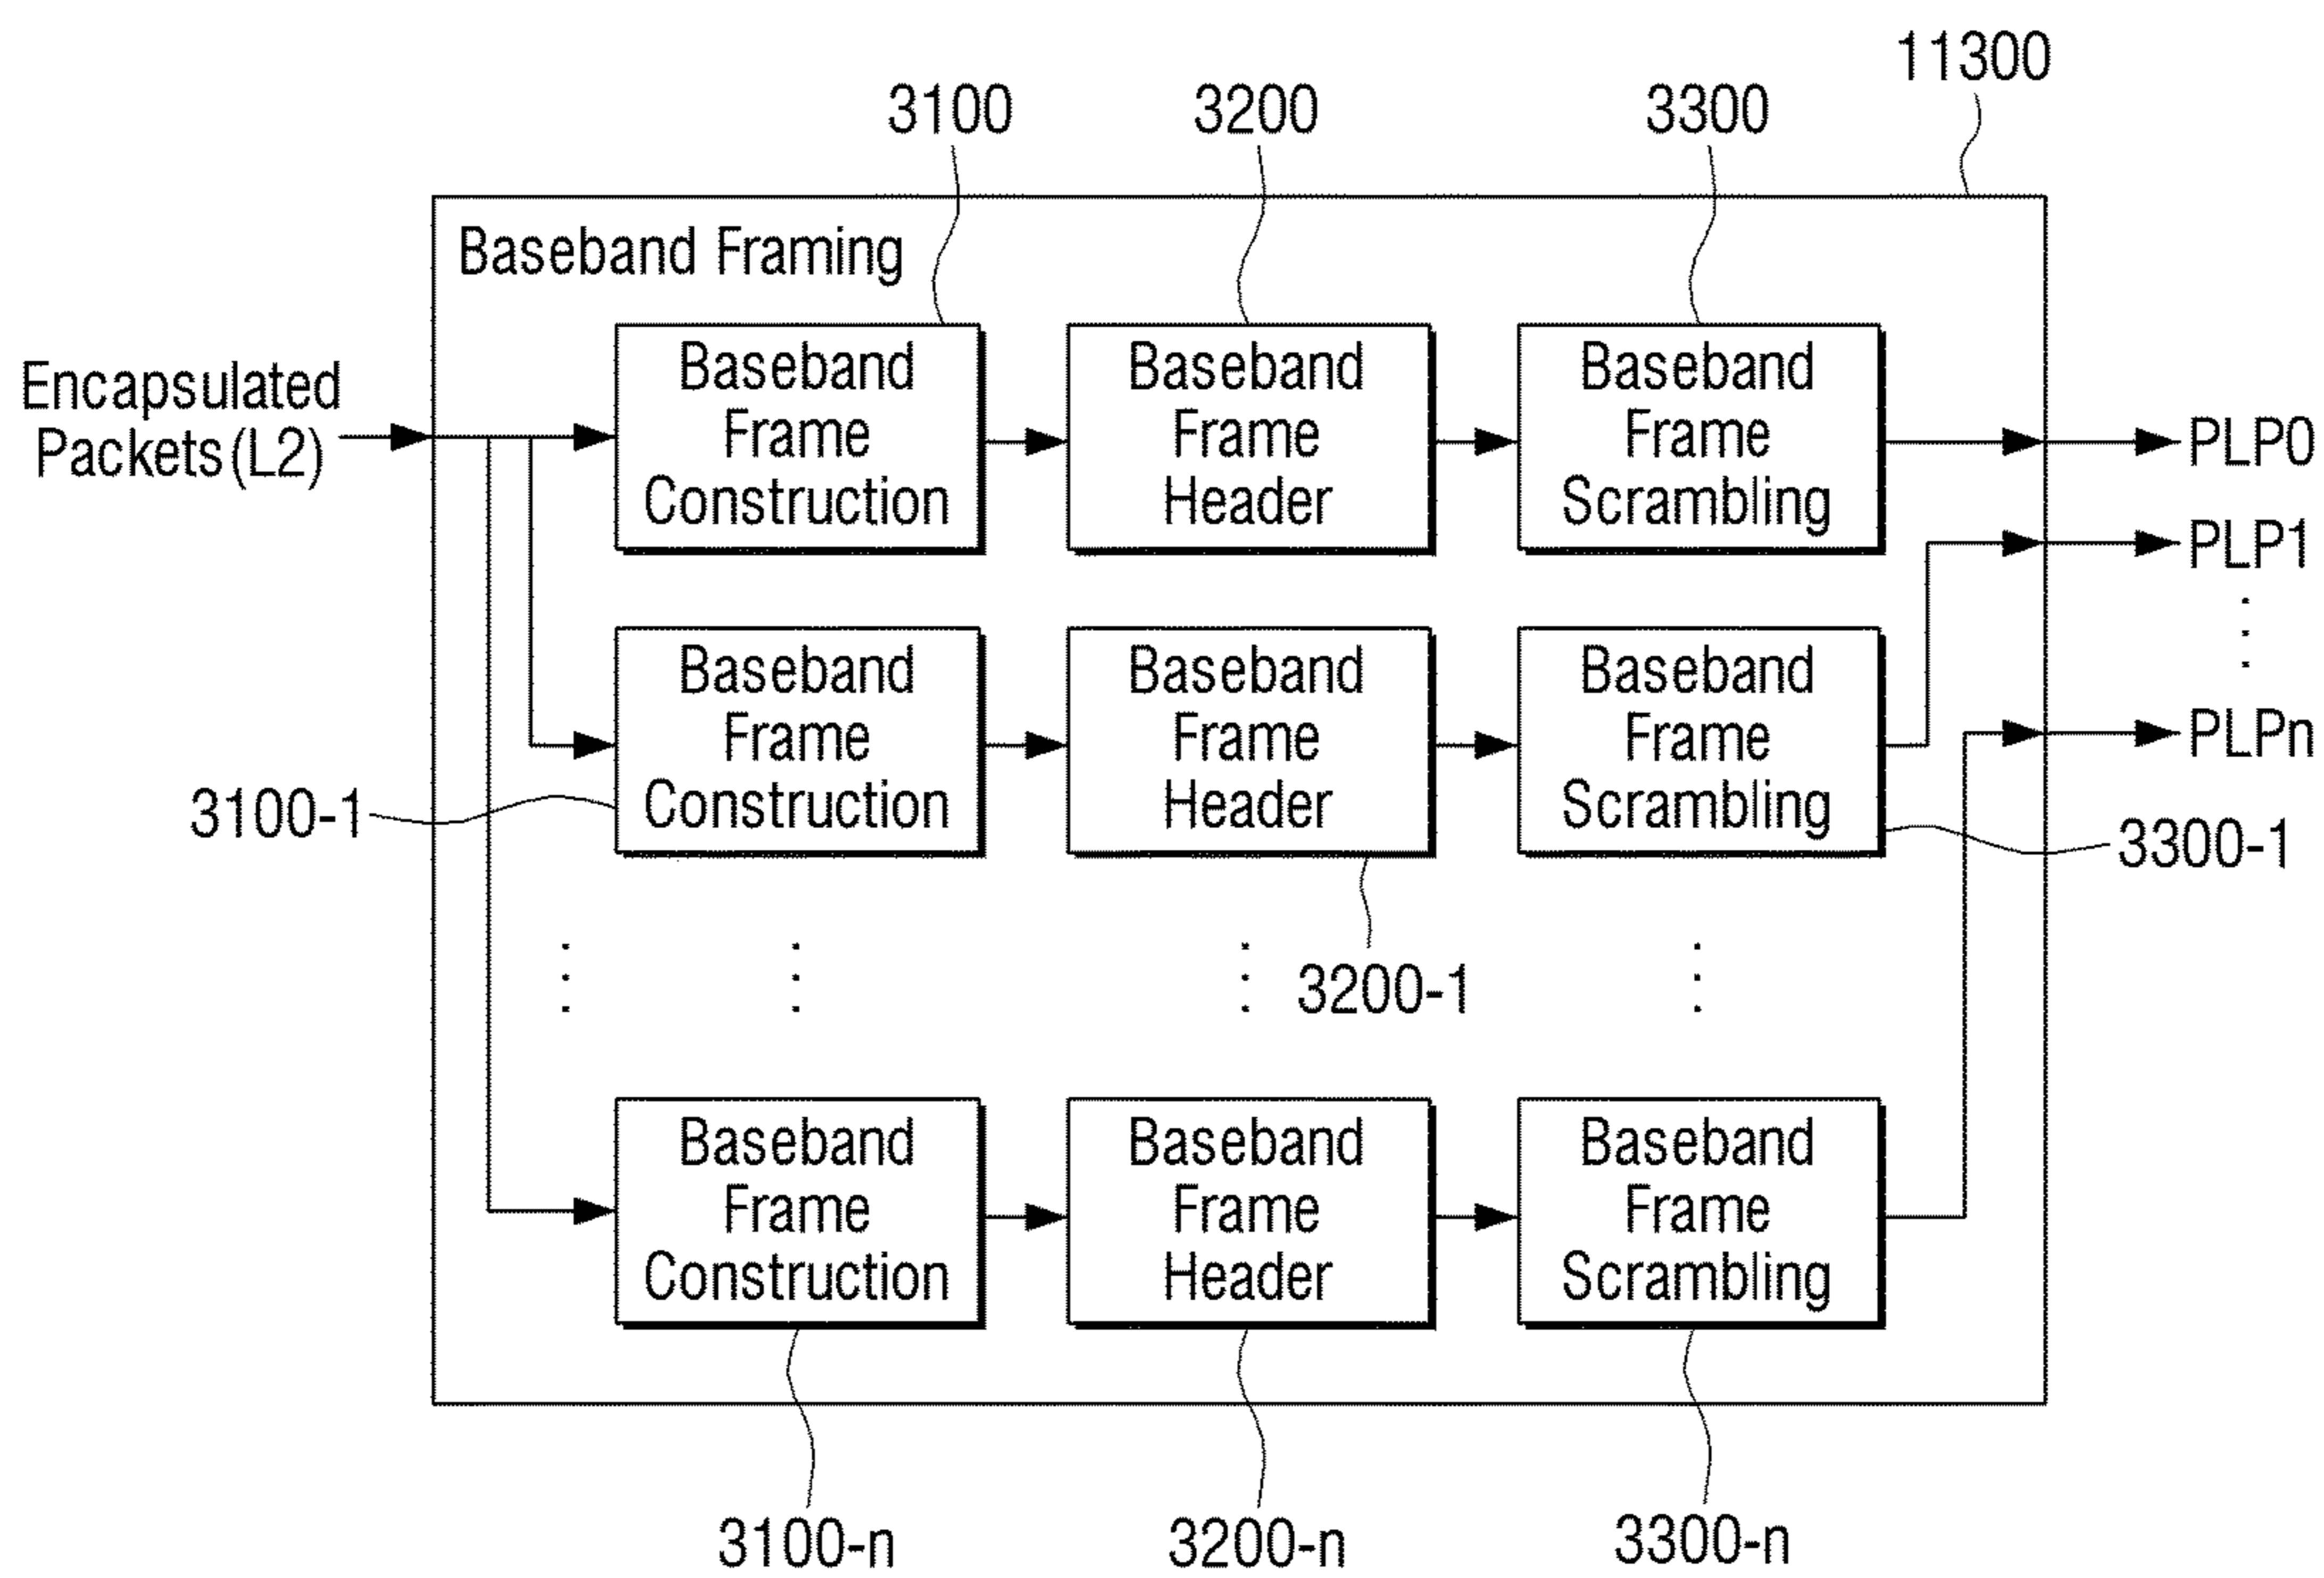 11300
3100
3200
3300
Baseband Framing
Encapsulated
Packets(L2)
Baseband
Frame
Construction
Baseband
Frame
Header
Baseband
Frame
Scrambling
PLP0
PLP1
PLPn
Baseband
Frame
Construction
Baseband
Frame
Header
Baseband
Frame
Scrambling
3100-1
3200-1
3300-1
Baseband
Frame
Construction
Baseband
Frame
Header
Baseband
Frame
Scrambling
3100-n
3200-n
3300-n